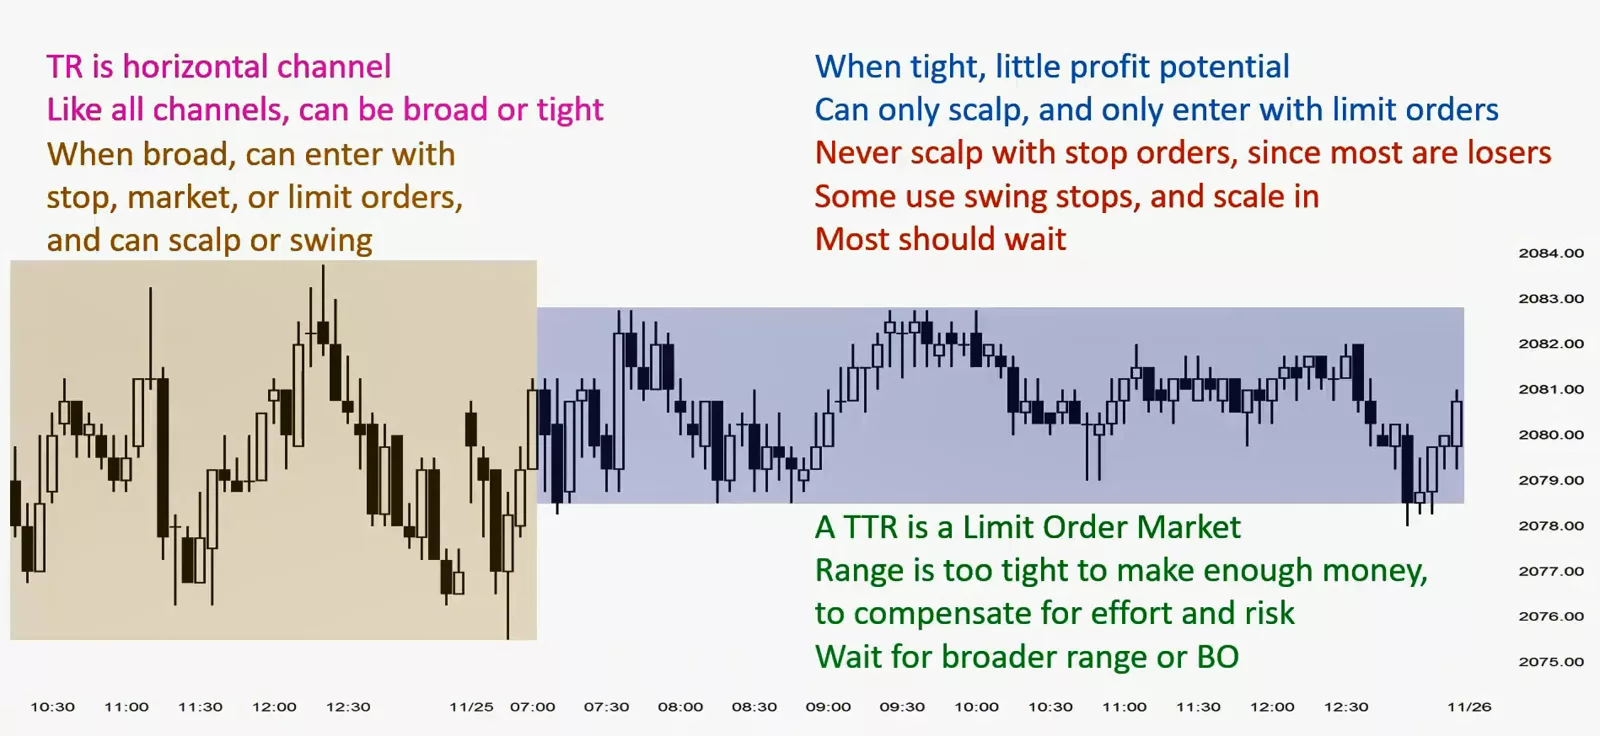 TR is horizontal channel
Like all channels, can be broad or tight
When broad, can enter with
stop, market, or limit orders,
and can scalp or swing
When tight, little profit potential
Can only scalp, and only enter with limit orders
Never scalp with stop orders, since most are losers
Some use swing stops, and scale in
Most should wait
2084.00
2083.00
2082.00
2081.00
2080.00
2079.00
2078.00
2077.00
2076.00
2075.00
A TTR is a Limit Order Market
Range is too tight to make enough money,
to compensate for effort and risk
Wait for broader range or BO
10:30 11:00 11:30 12:00 12:30 11/25 07:00 07:30 08:00 08:30 09:00 09:30 10:00 10:30 11:00 11:30 12:00 12:30 11/26